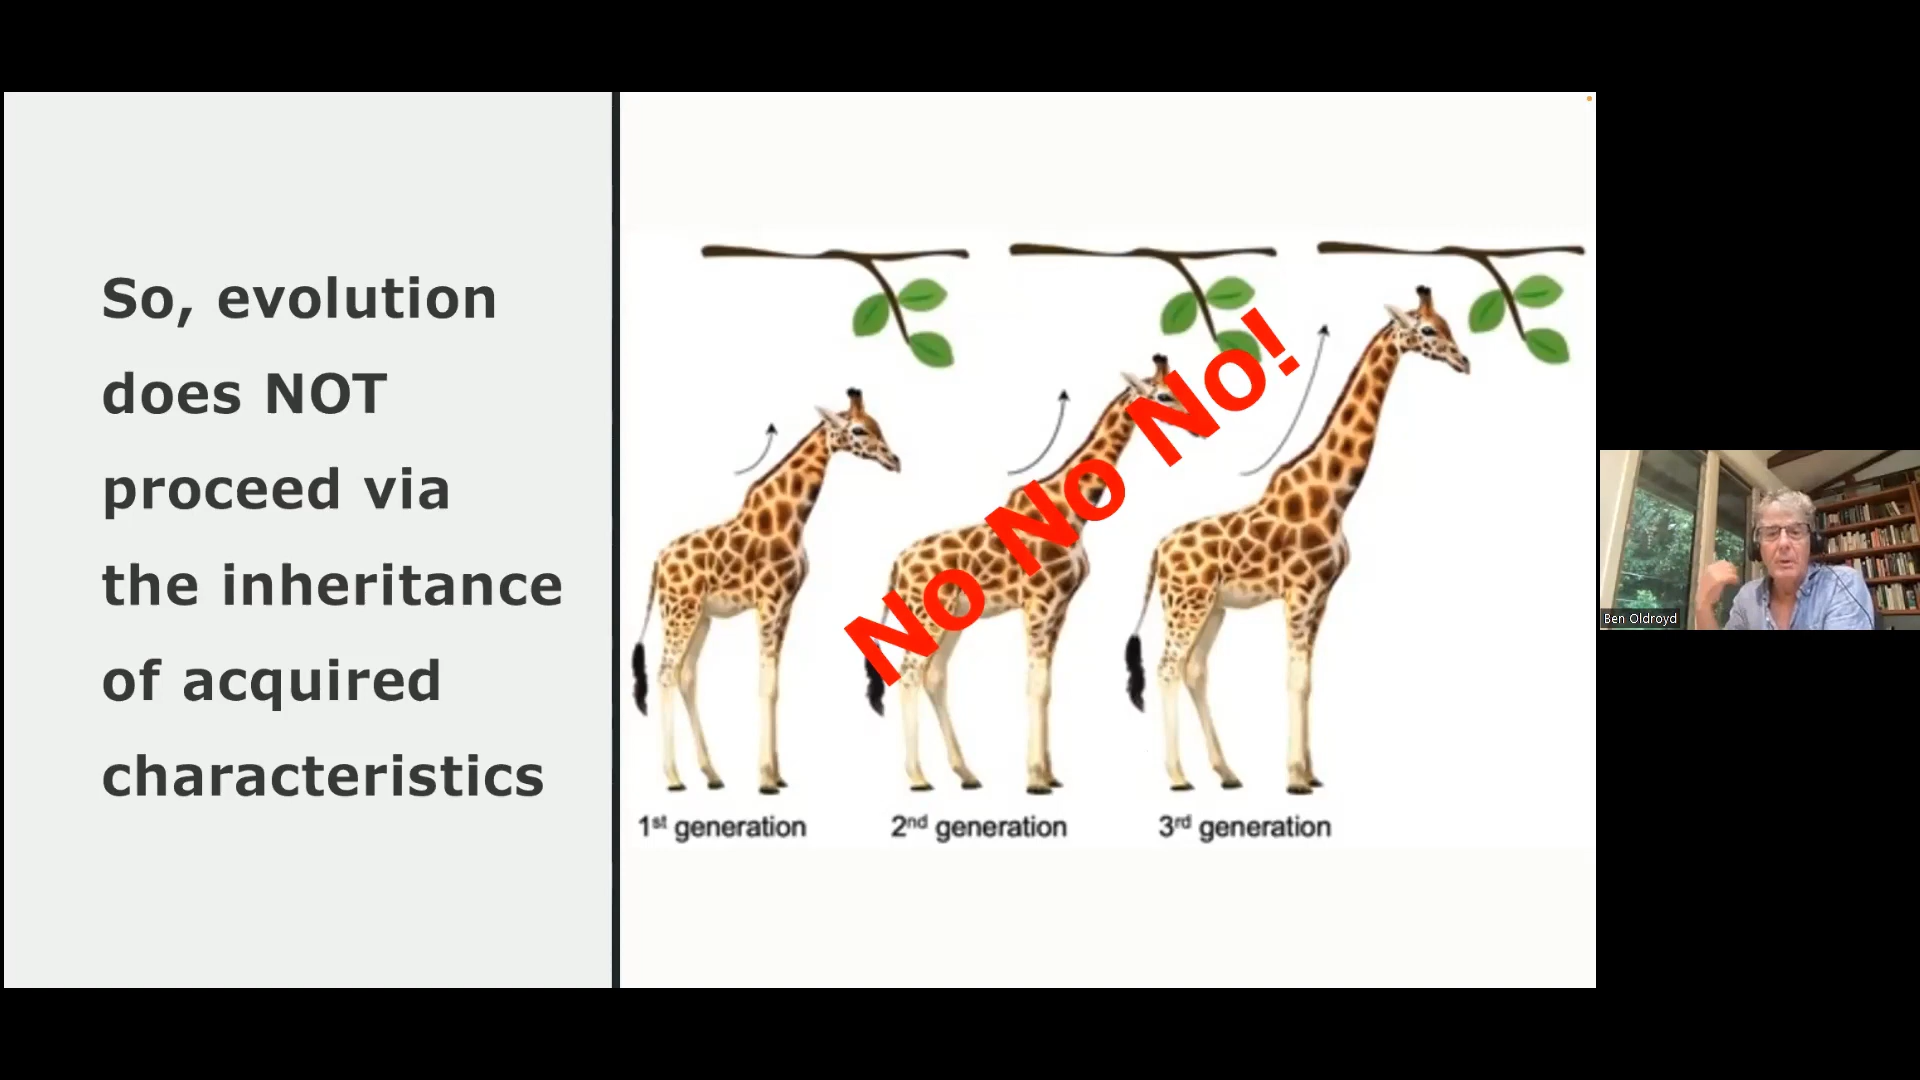 So, evolution
does NOT
proceed via
the inheritance
of acquired
characteristics
No No No!
1st generation
2nd generation
3rd generation
Ben Oldroyd